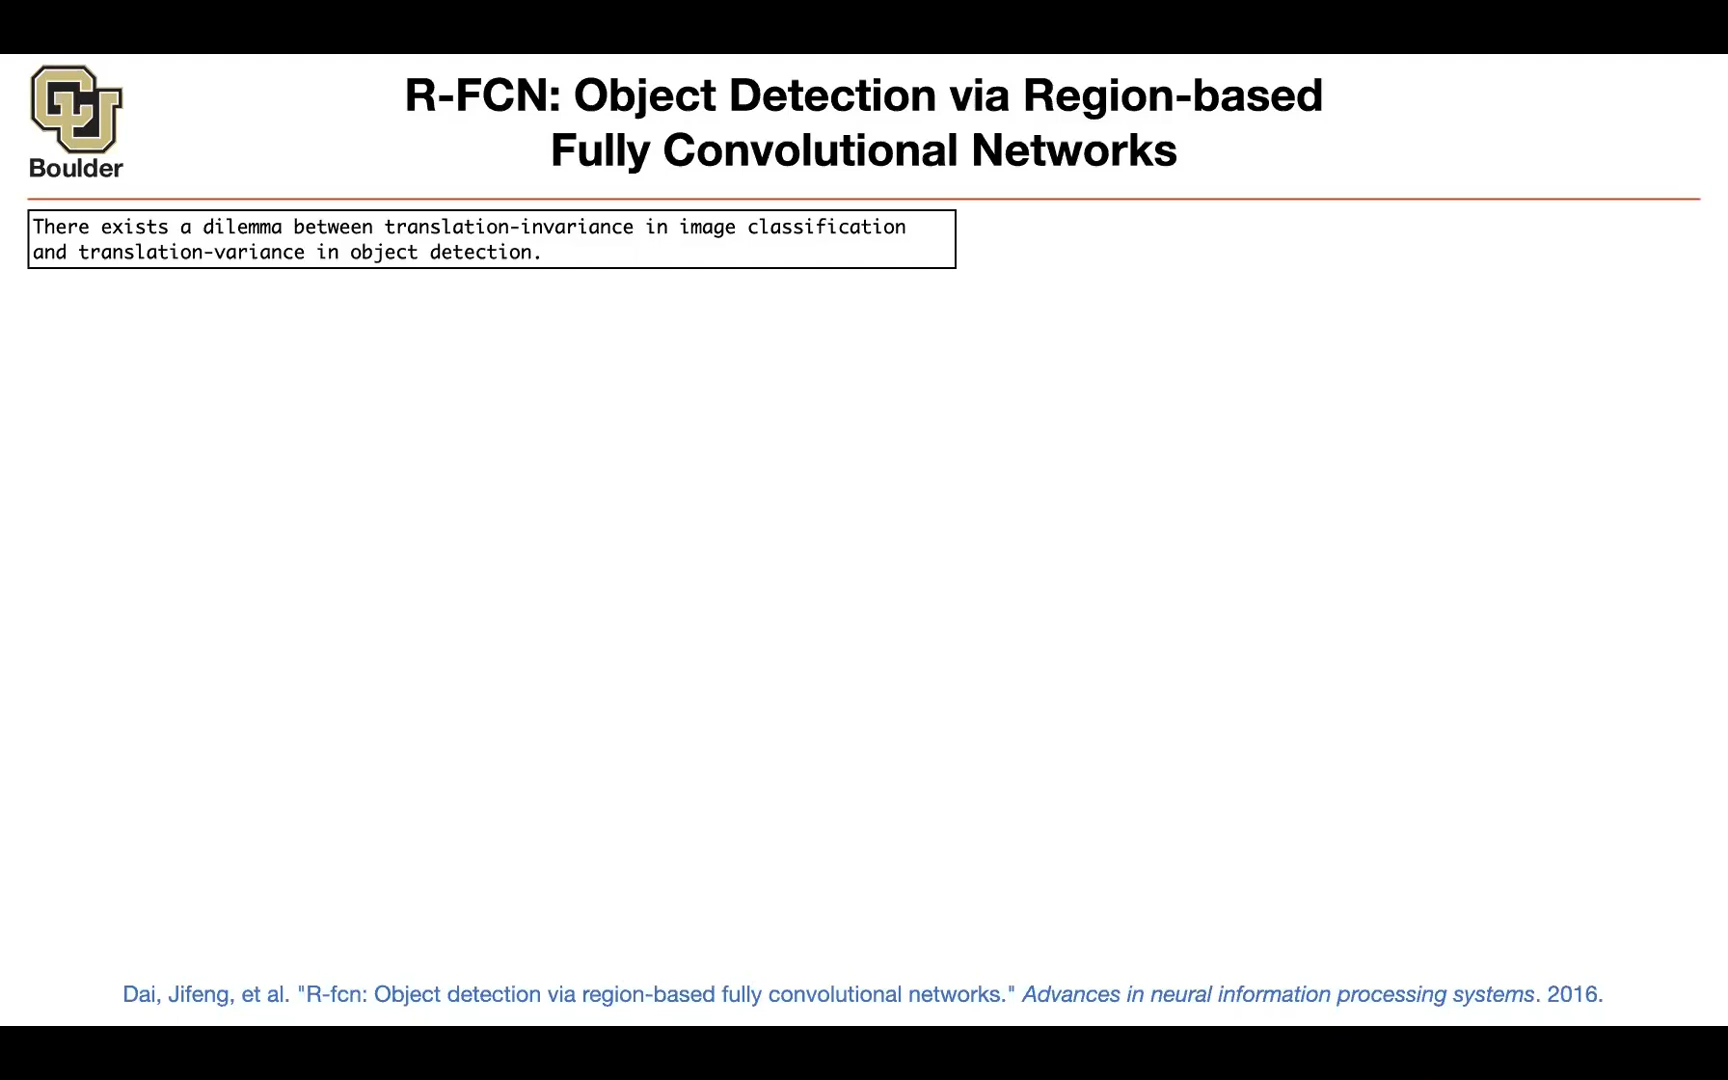 CU
Boulder
R-FCN: Object Detection via Region-based
Fully Convolutional Networks
There exists a dilemma between translation-invariance in image classification
and translation-variance in object detection.
Dai, Jifeng, et al. "R-fcn: Object detection via region-based fully convolutional networks." Advances in neural information processing systems. 2016.